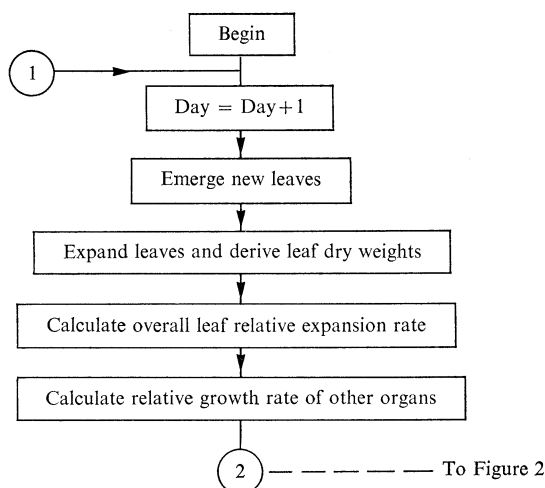 Begin
1
Day = Day+1
Emerge new leaves
Expand leaves and derive leaf dry weights
Calculate overall leaf relative expansion rate
Calculate relative growth rate of other organs
2
To Figure 2